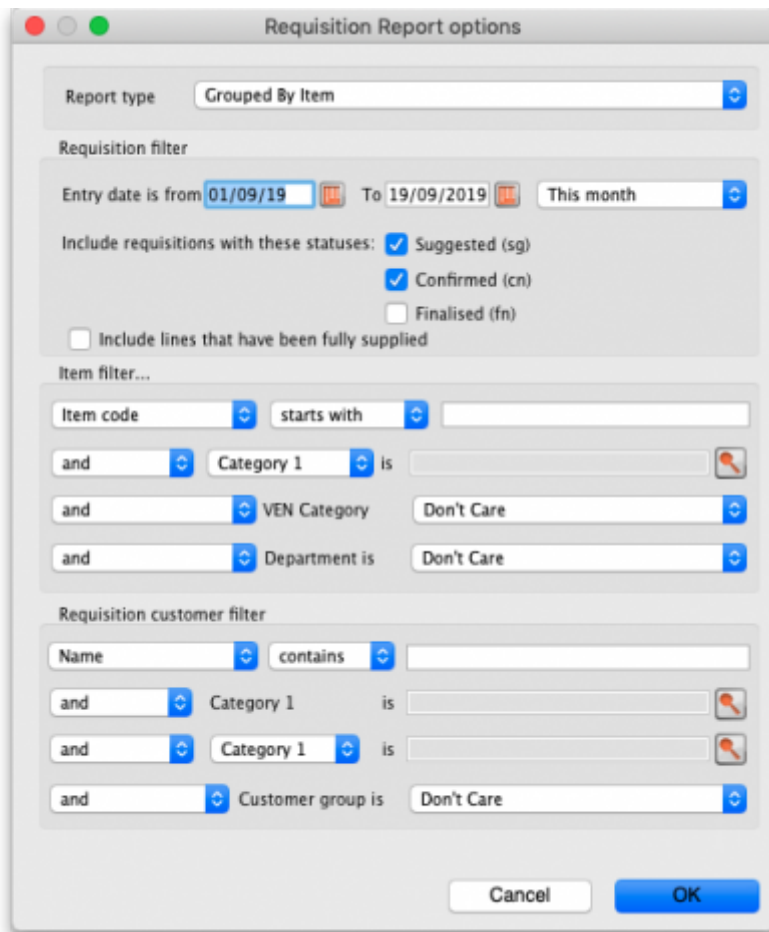 Requisition Report options
Report type Grouped By Item
Requisition filter
Entry date is from 01/09/19 To 19/09/2019 This month
Include requisitions with these statuses: Suggested (sg)
Confirmed (cn)
Finalised (fn)
Include lines that have been fully supplied
Item filter...
Item code starts with
and Category 1 is
and VEN Category Don't Care
and Department is Don't Care
Requisition customer filter
Name contains
and Category 1 is
and Category 1 is
and Customer group is Don't Care
Cancel OK